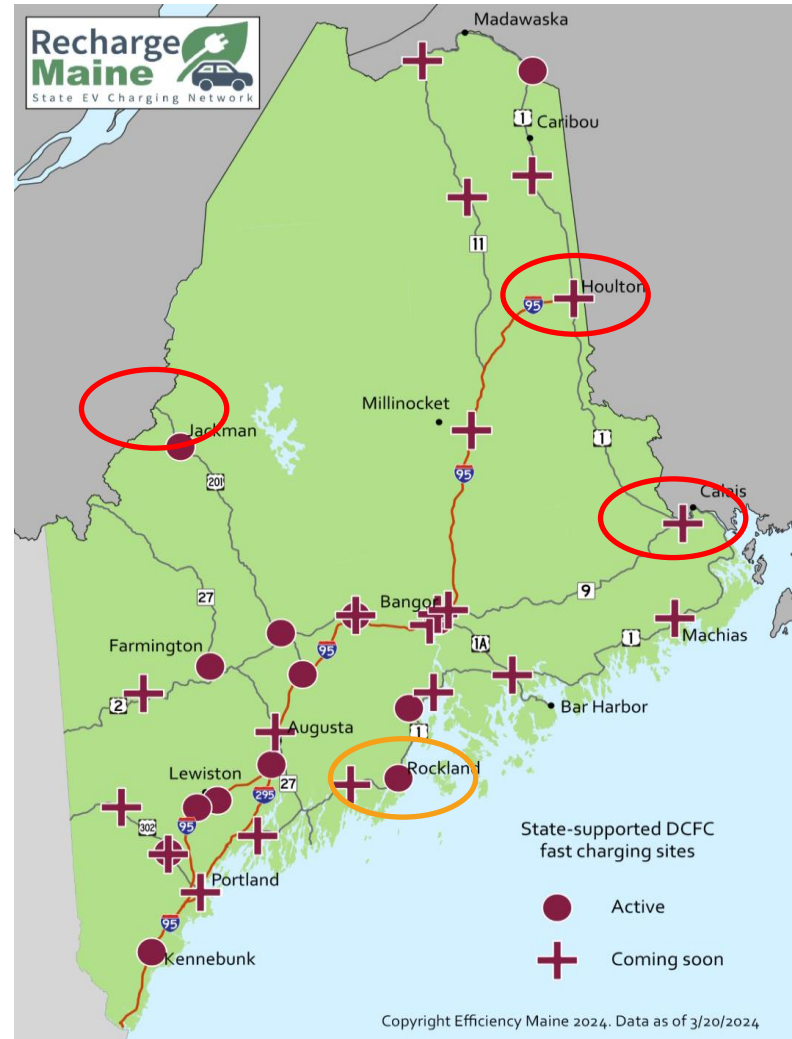 Recharge
Maine
State EV Charging Network
Madawaska
1
Caribou
11
Houlton
95
Millinocket
Jackman
1
95
201
Calais
Bangor
9
27
1
Machias
Farmington
1A
95
2
Bar Harbor
Augusta
1
Rockland
Lewiston
27
295
302
95
State-supported DCFC
fast charging sites
Portland
Active
95
Kennebunk
Coming soon
Copyright Efficiency Maine 2024. Data as of 3/20/2024